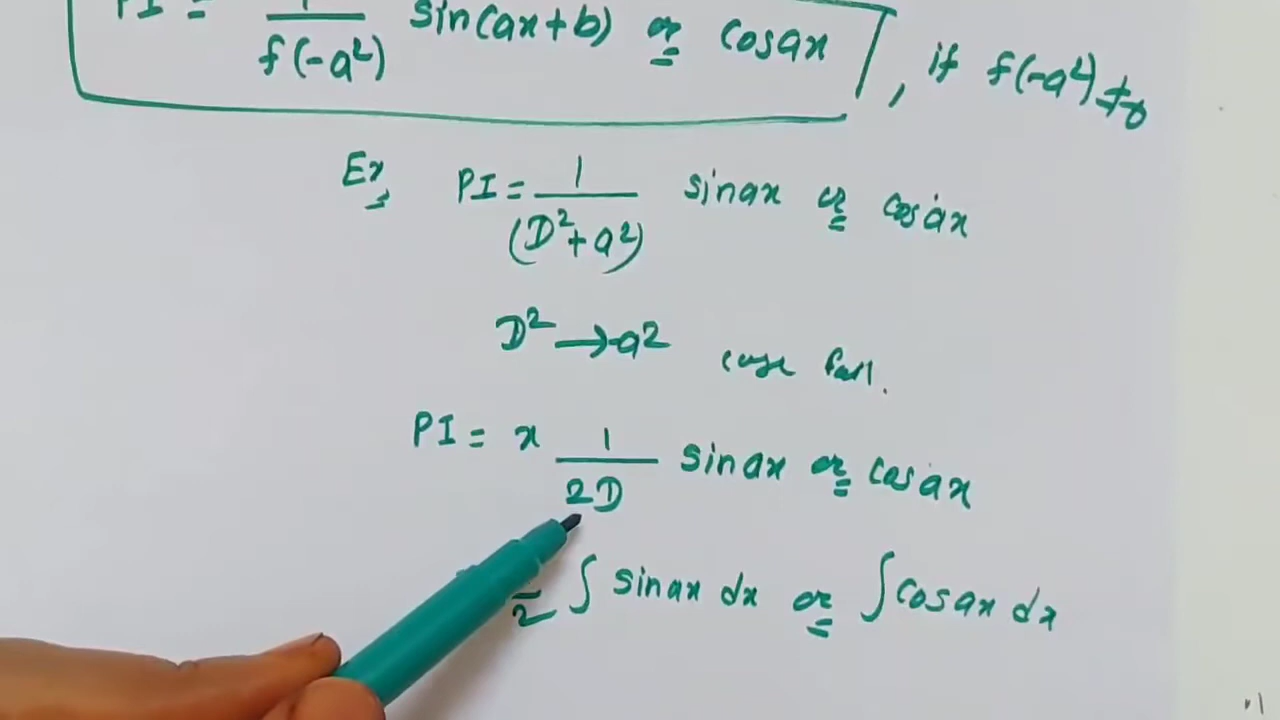 PI = 1/f(-a²) sin(ax+b) or cosax , if f(-a²) ≠ 0
Ex, PI = 1/(D²+a²) sinax or cosax
D² → -a² case fail.
PI = x 1/2D sinax or cosax
/2 ∫ sinax dx or ∫ cosax dx